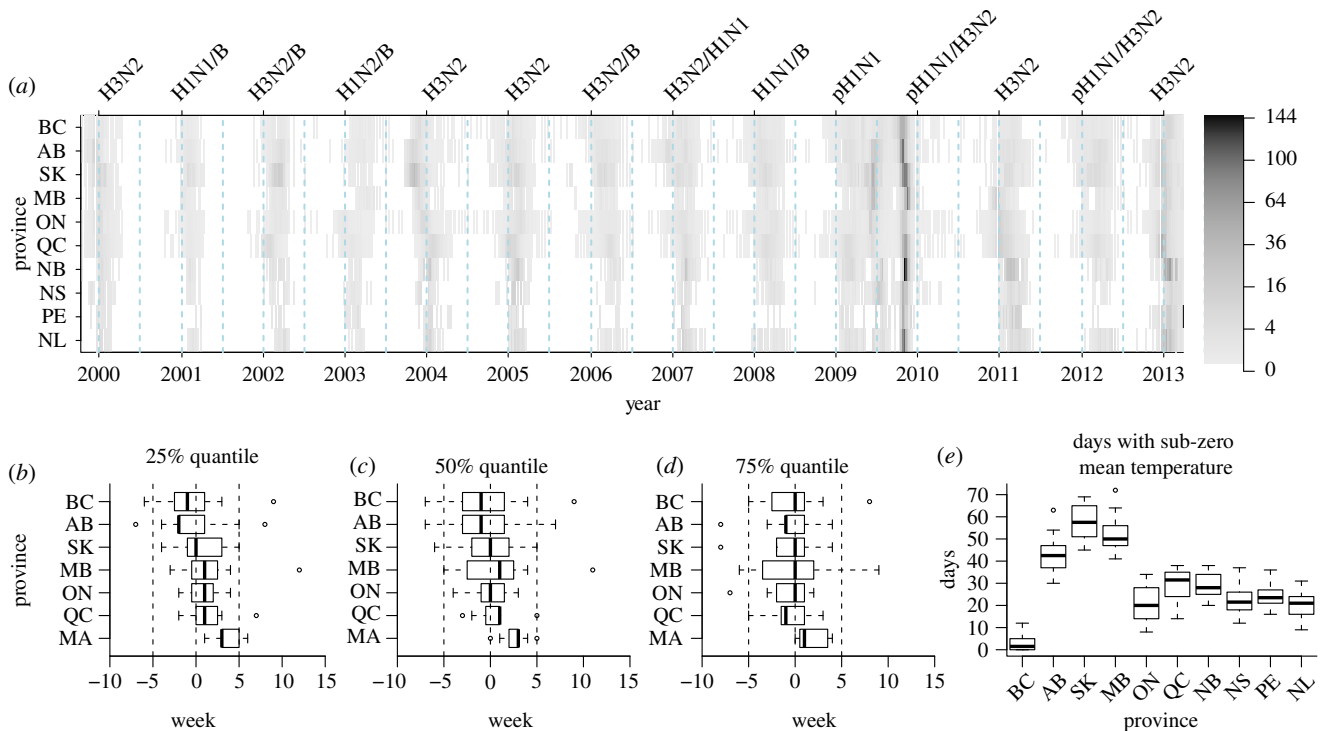 (a)
H3N2
H1N1/B
H3N2/B
H1N2/B
H3N2
H3N2
H3N2/B
H3N2/H1N1
H1N1/B
pH1N1
pH1N1/H3N2
H3N2
pH1N1/H3N2
H3N2
province
BC
AB
SK
MB
ON
QC
NB
NS
PE
NL
2000 2001 2002 2003 2004 2005 2006 2007 2008 2009 2010 2011 2012 2013
year
144
100
64
36
16
4
0
(b)
25% quantile
province
BC
AB
SK
MB
ON
QC
MA
−10 −5 0 5 10 15
week
(c)
50% quantile
BC
AB
SK
MB
ON
QC
MA
−10 −5 0 5 10 15
week
(d)
75% quantile
BC
AB
SK
MB
ON
QC
MA
−10 −5 0 5 10 15
week
(e)
days with sub-zero
mean temperature
days
70
60
50
40
30
20
10
0
BC AB SK MB ON QC NB NS PE NL
province